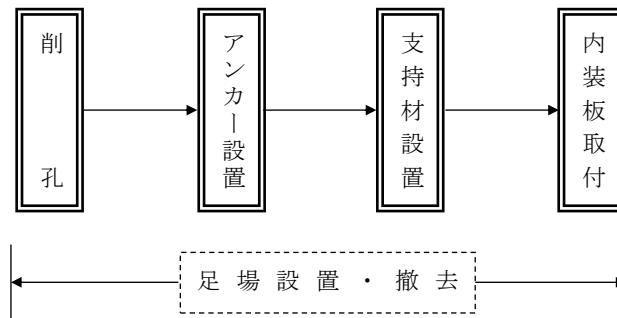 削孔
アンカー設置
支持材設置
内装板取付
足場設置・撤去